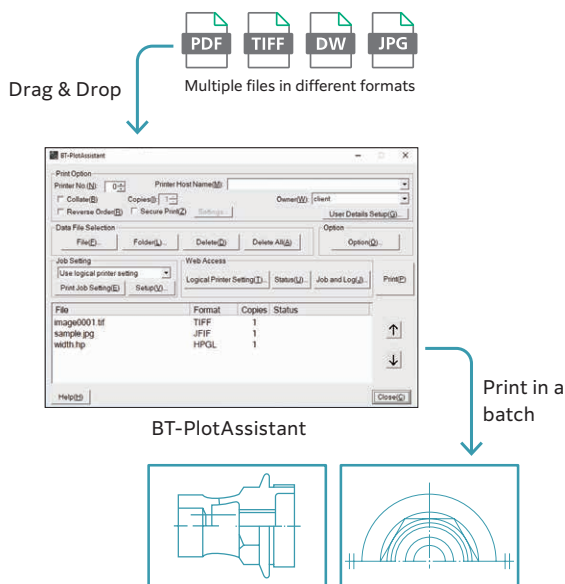 PDF TIFF DW JPG
Drag & Drop
Multiple files in different formats
BT-PlotAssistant
Print Option
Printer No.(N): 0 Printer Host Name(M):
Collate(B) Copies(I): 1 Owner(W): client
Reverse Order(R) Secure Print(Z) Settings... User Details Setup(G)...
Data File Selection Option
File(F)... Folder(L)... Delete(D) Delete All(A) Option(O)...
Job Setting Web Access
Use logical printer setting
Print Job Setting(E) Setup(V)... Logical Printer Setting(T)... Status(U)... Job and Log(J)... Print(P)
File Format Copies Status
image0001.tif TIFF 1
sample.jpg JFIF 1
width.hp HPGL 1
Help(H) Close(C)
Print in a
batch
BT-PlotAssistant